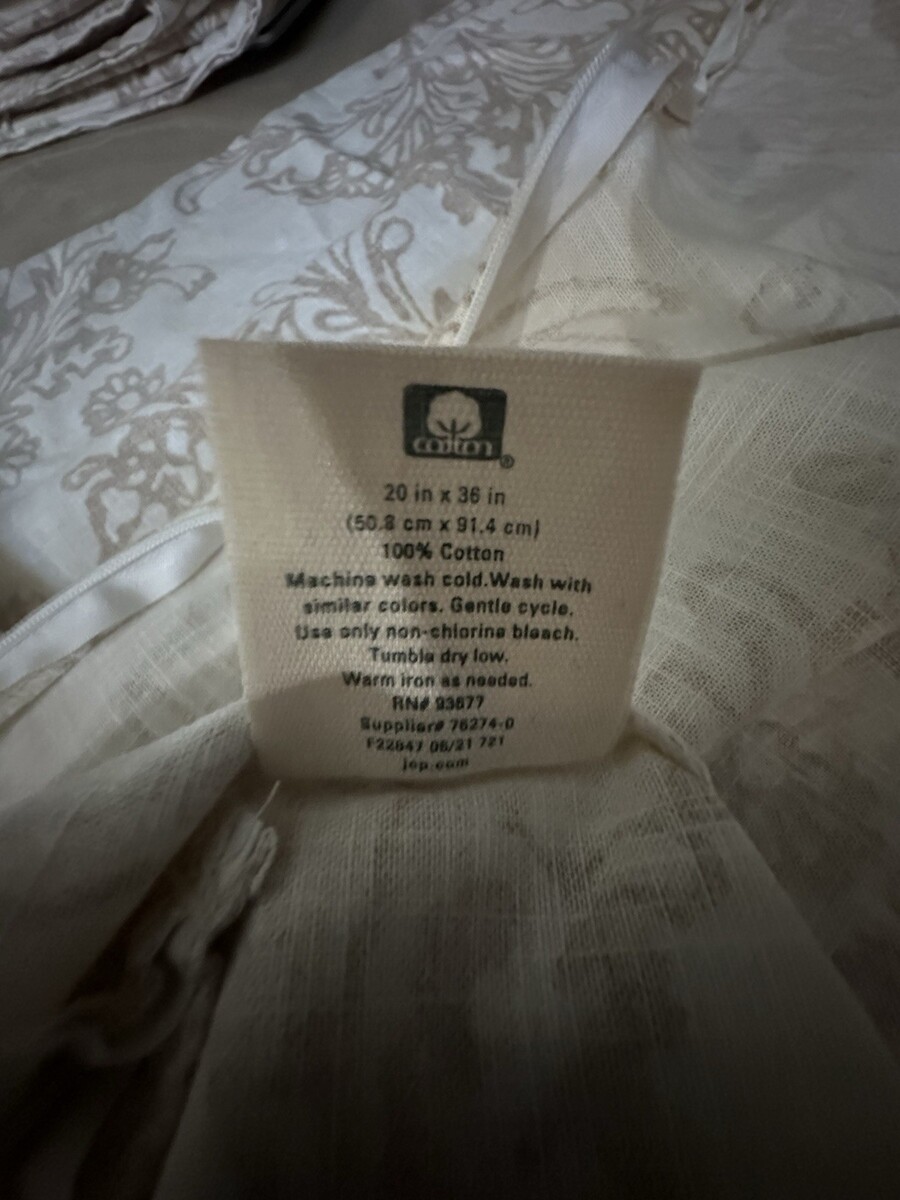 cotton
®
20 in x 36 in
(50.8 cm x 91.4 cm)
100% Cotton
Machine wash cold.Wash with
similar colors. Gentle cycle.
Use only non-chlorine bleach.
Tumble dry low.
Warm iron as needed.
RN# 93677
Supplier# 76274-0
F22847 06/21 721
jcp.com